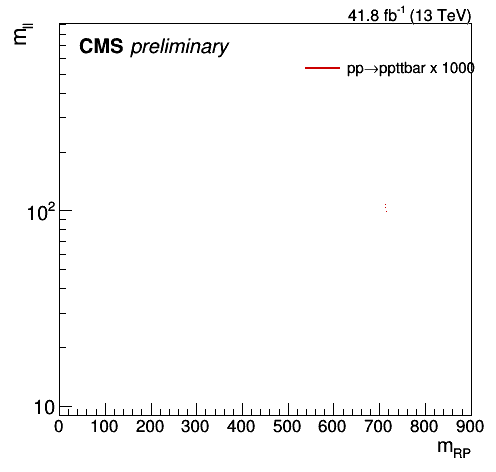 41.8 fb⁻¹ (13 TeV)
m_ll
CMS preliminary
pp→ppttbar x 1000
10²
10
0 100 200 300 400 500 600 700 800 900
m_RP